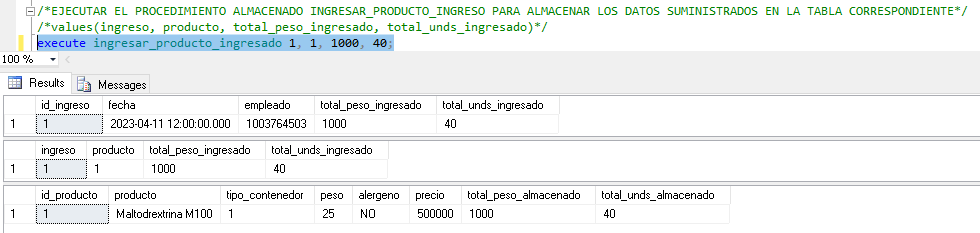 /*EJECUTAR EL PROCEDIMIENTO ALMACENADO INGRESAR_PRODUCTO_INGRESO PARA ALMACENAR LOS DATOS SUMINISTRADOS EN LA TABLA CORRESPONDIENTE*/
/*values(ingreso, producto, total_peso_ingresado, total_unds_ingresado)*/
execute ingresar_producto_ingresado 1, 1, 1000, 40;
100 %
Results Messages
id_ingreso fecha empleado total_peso_ingresado total_unds_ingresado
1 1 2023-04-11 12:00:00.000 1003764503 1000 40
ingreso producto total_peso_ingresado total_unds_ingresado
1 1 1 1000 40
id_producto producto tipo_contenedor peso alergeno precio total_peso_almacenado total_unds_almacenado
1 1 Maltodrextrina M100 1 25 NO 500000 1000 40